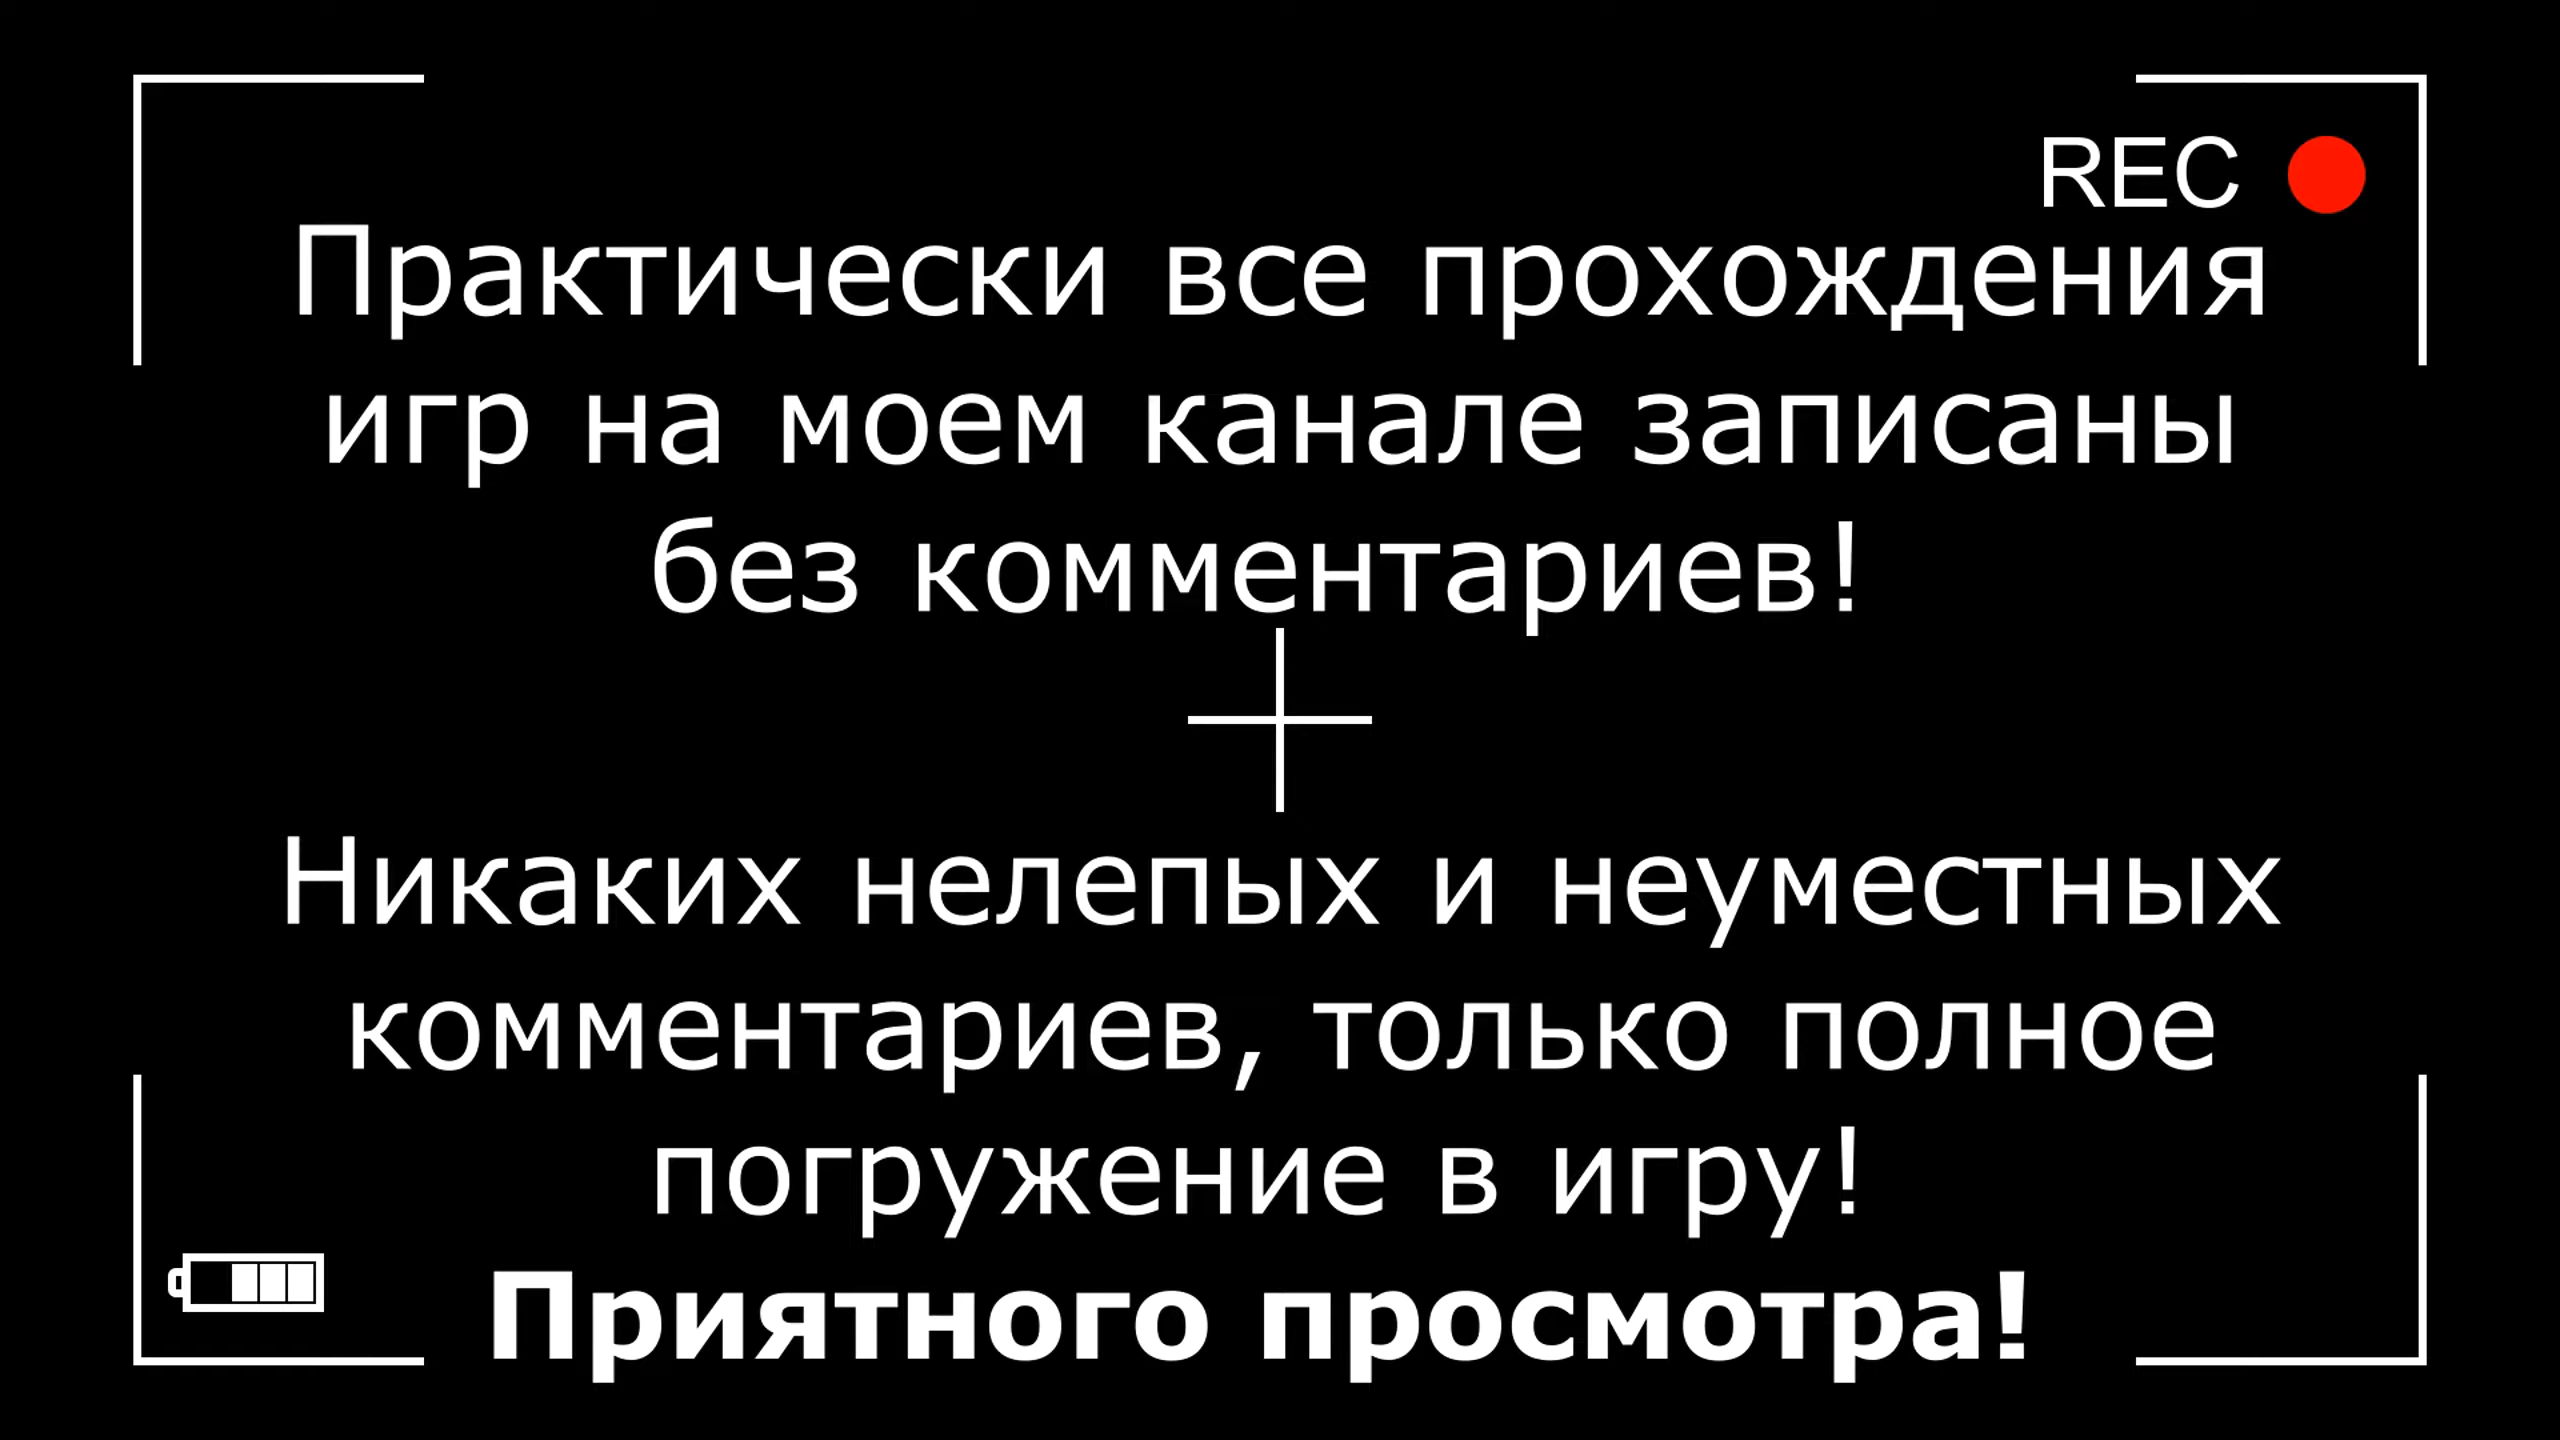 REC
Практически все прохождения
игр на моем канале записаны
без комментариев!
Никаких нелепых и неуместных
комментариев, только полное
погружение в игру!
Приятного просмотра!